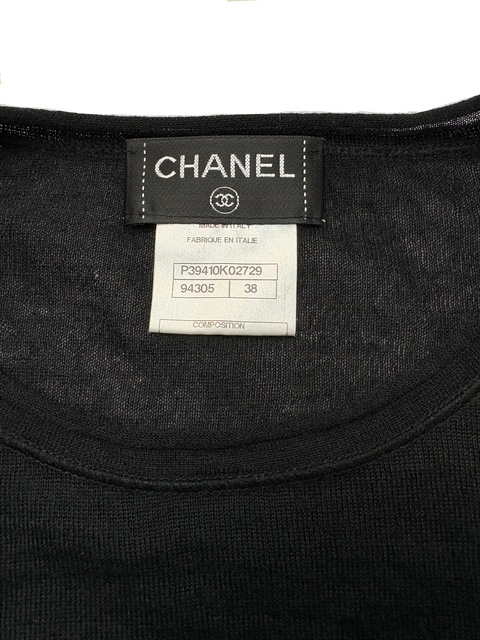 CHANEL
MADE IN ITALY
FABRIQUE EN ITALIE
P39410K02729
94305 38
COMPOSITION